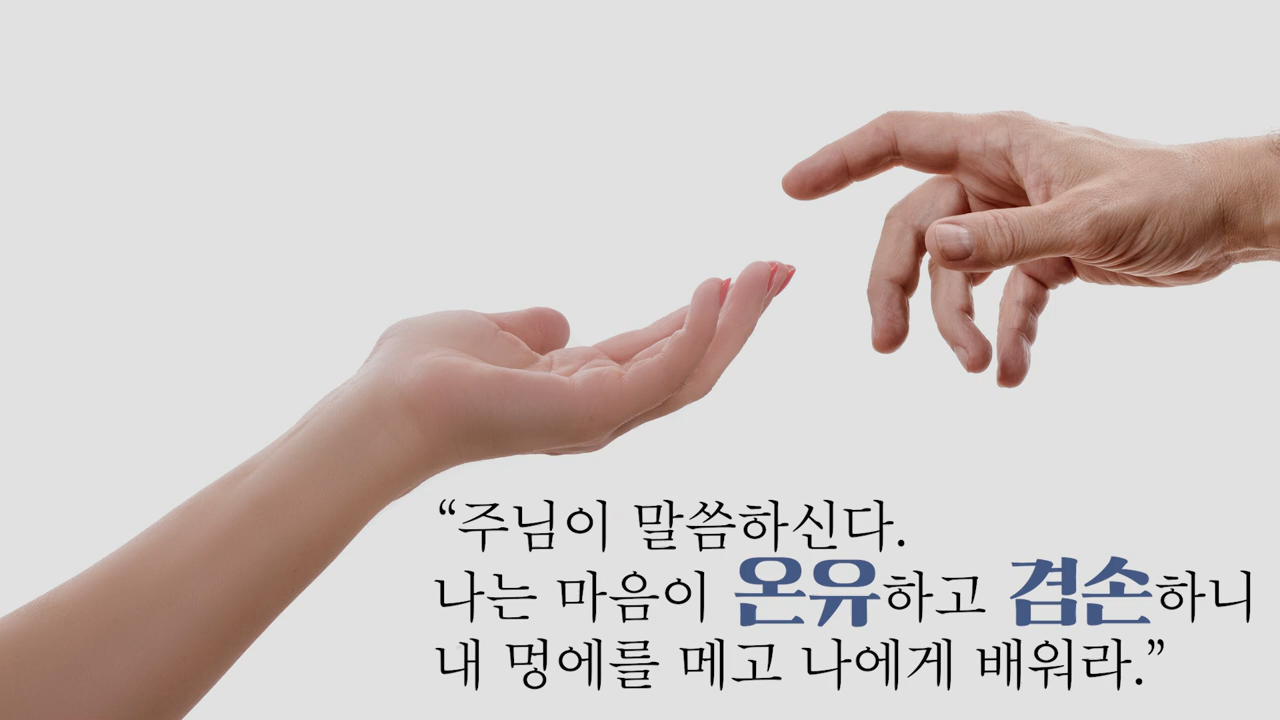 “주님이 말씀하신다.
나는 마음이 온유하고 겸손하니
내 멍에를 메고 나에게 배워라.”